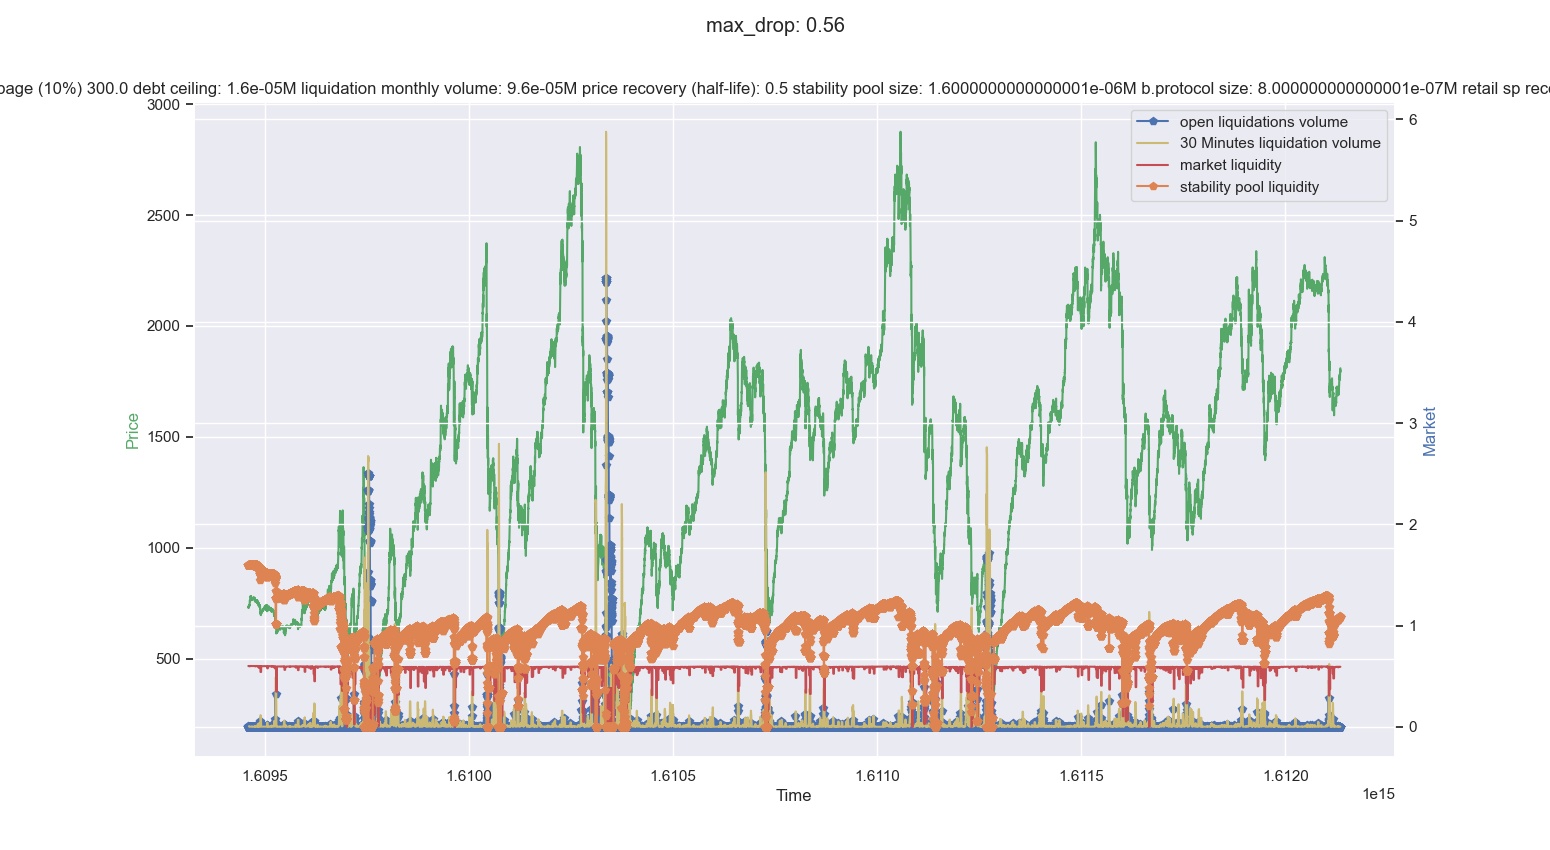 max_drop: 0.56
page (10%) 300.0 debt ceiling: 1.6e-05M liquidation monthly volume: 9.6e-05M price recovery (half-life): 0.5 stability pool size: 1.6000000000000001e-06M b.protocol size: 8.000000000000001e-07M retail sp reco
3000
2500
2000
1500
1000
500
Price
6
5
4
3
2
1
0
Market
open liquidations volume
30 Minutes liquidation volume
market liquidity
stability pool liquidity
1.6095
1.6100
1.6105
1.6110
1.6115
1.6120
Time
1e15